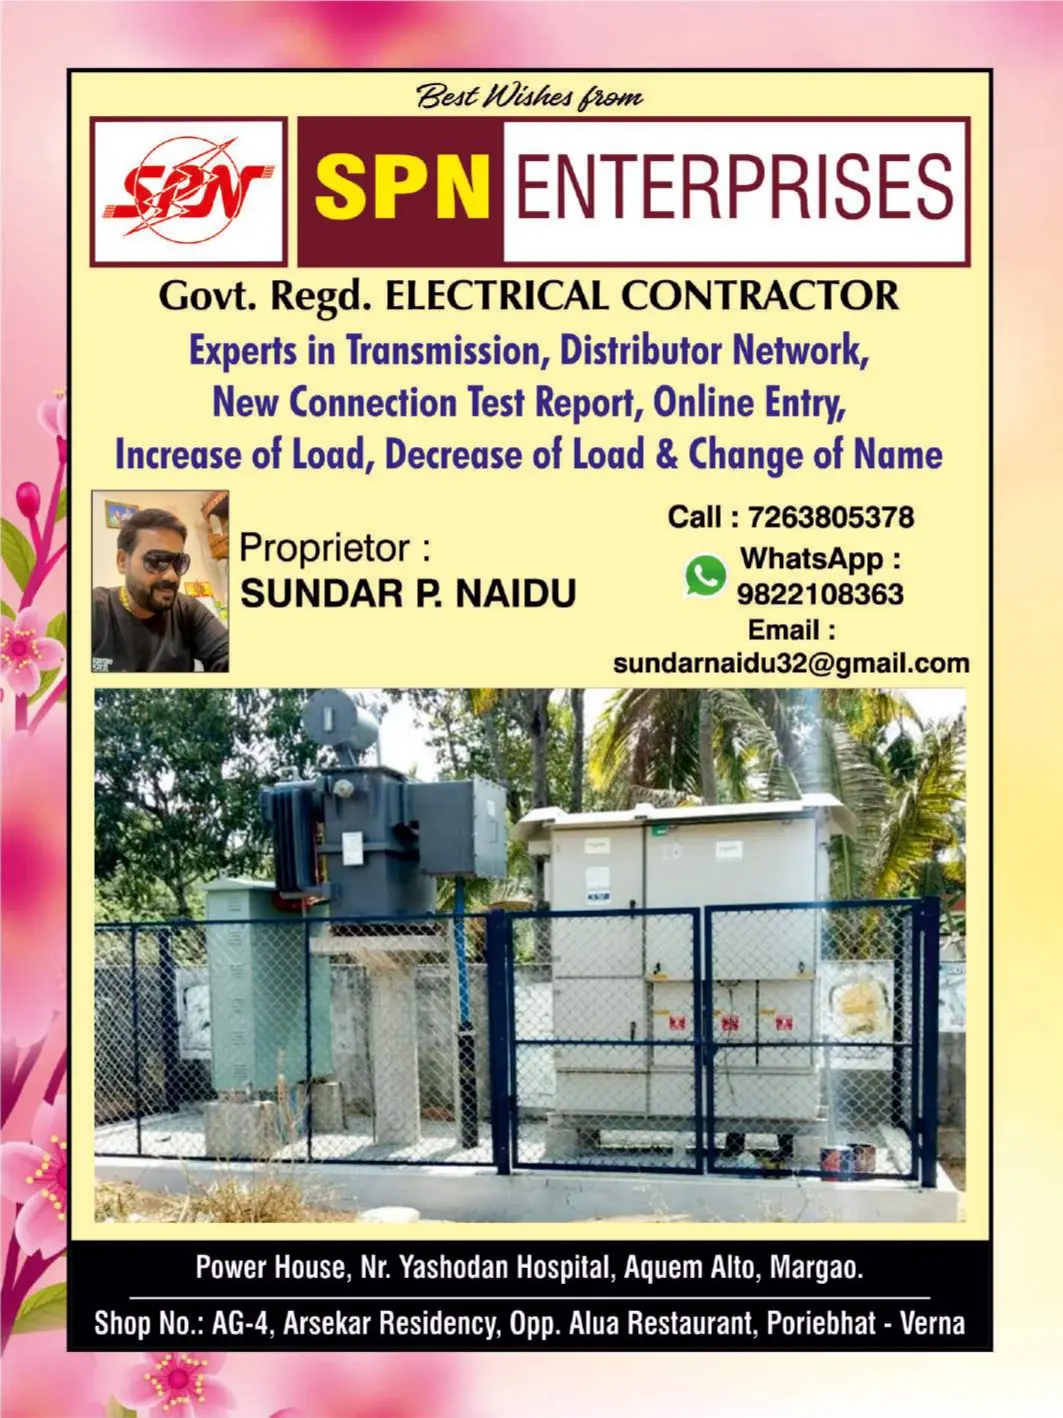 Best Wishes from
SPN
SPN ENTERPRISES
Govt. Regd. ELECTRICAL CONTRACTOR
Experts in Transmission, Distributor Network,
New Connection Test Report, Online Entry,
Increase of Load, Decrease of Load & Change of Name
Proprietor :
SUNDAR P. NAIDU
Call : 7263805378
WhatsApp :
9822108363
Email :
sundarnaidu32@gmail.com
Power House, Nr. Yashodan Hospital, Aquem Alto, Margao.
Shop No.: AG-4, Arsekar Residency, Opp. Alua Restaurant, Poriebhat - Verna